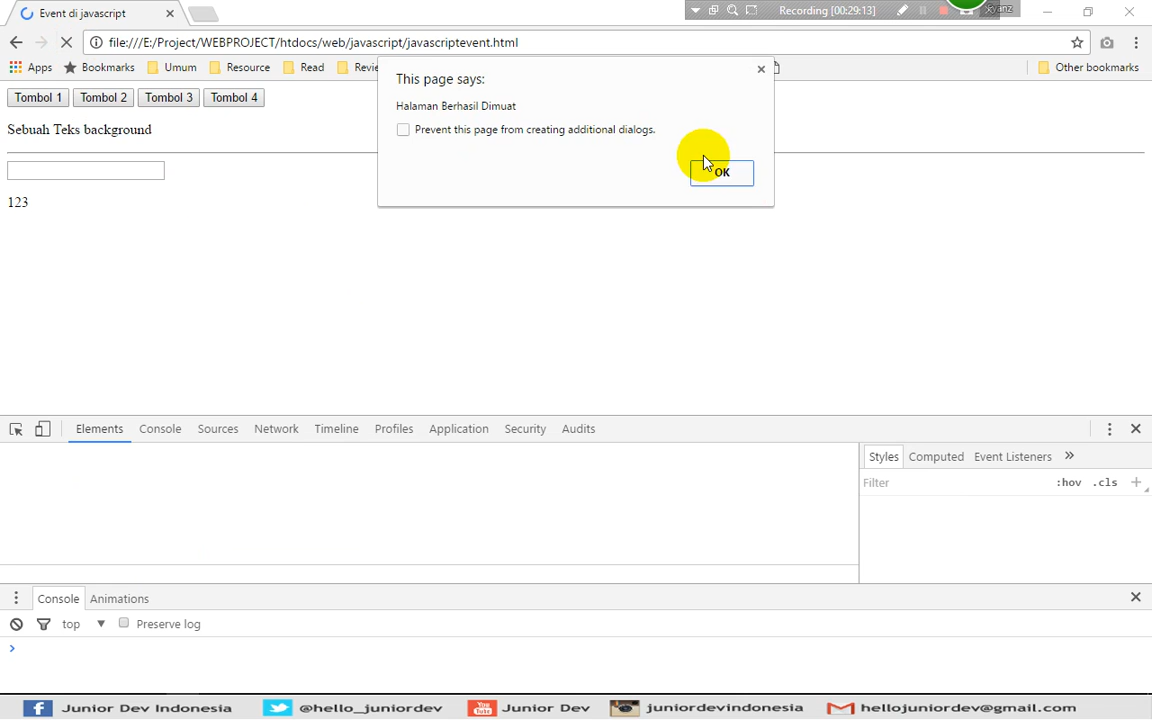 Event di javascript
Recording [00:29:13]
file:///E:/Project/WEBPROJECT/htdocs/web/javascript/javascriptevent.html
Apps Bookmarks Umum Resource Read Other bookmarks
This page says:
Halaman Berhasil Dimuat
Prevent this page from creating additional dialogs.
OK
Tombol 1 Tombol 2 Tombol 3 Tombol 4
Sebuah Teks background
123
Elements Console Sources Network Timeline Profiles Application Security Audits
Styles Computed Event Listeners »
Filter :hov .cls +
Console Animations
top Preserve log
Junior Dev Indonesia @hello_juniordev You Tube Junior Dev juniordevindonesia hellojuniordev@gmail.com